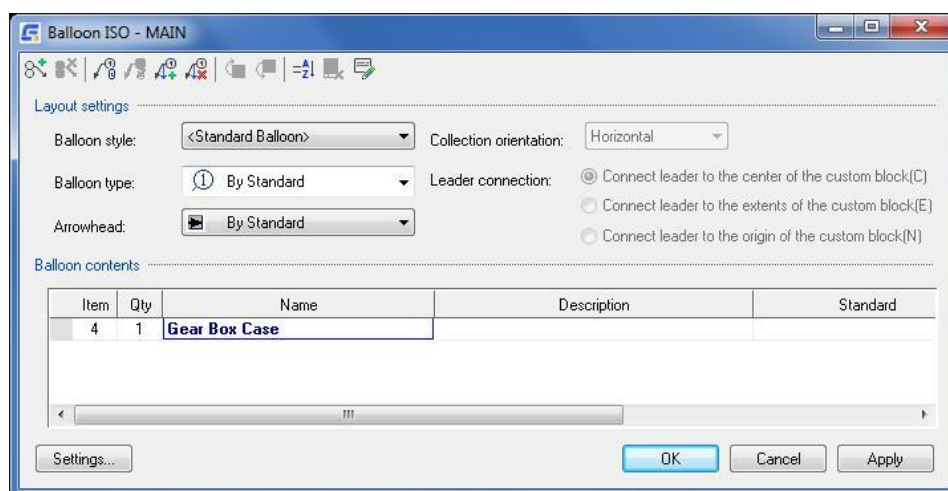 Balloon ISO - MAIN
Layout settings
Balloon style: <Standard Balloon> Collection orientation: Horizontal
Balloon type: 1 By Standard Leader connection: Connect leader to the center of the custom block(C)
Connect leader to the extents of the custom block(E)
Arrowhead: By Standard
Connect leader to the origin of the custom block(N)
Balloon contents
Item Qty Name Description Standard
4 1 Gear Box Case
Settings... OK Cancel Apply